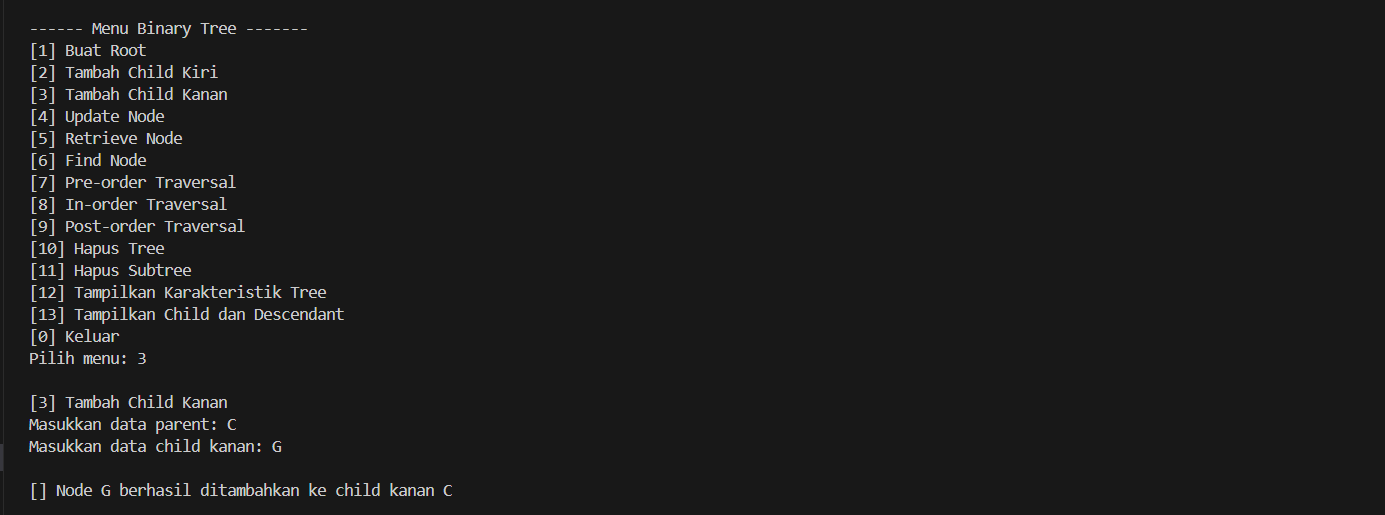 ------ Menu Binary Tree -------
[1] Buat Root
[2] Tambah Child Kiri
[3] Tambah Child Kanan
[4] Update Node
[5] Retrieve Node
[6] Find Node
[7] Pre-order Traversal
[8] In-order Traversal
[9] Post-order Traversal
[10] Hapus Tree
[11] Hapus Subtree
[12] Tampilkan Karakteristik Tree
[13] Tampilkan Child dan Descendant
[0] Keluar
Pilih menu: 3
[3] Tambah Child Kanan
Masukkan data parent: C
Masukkan data child kanan: G
[] Node G berhasil ditambahkan ke child kanan C